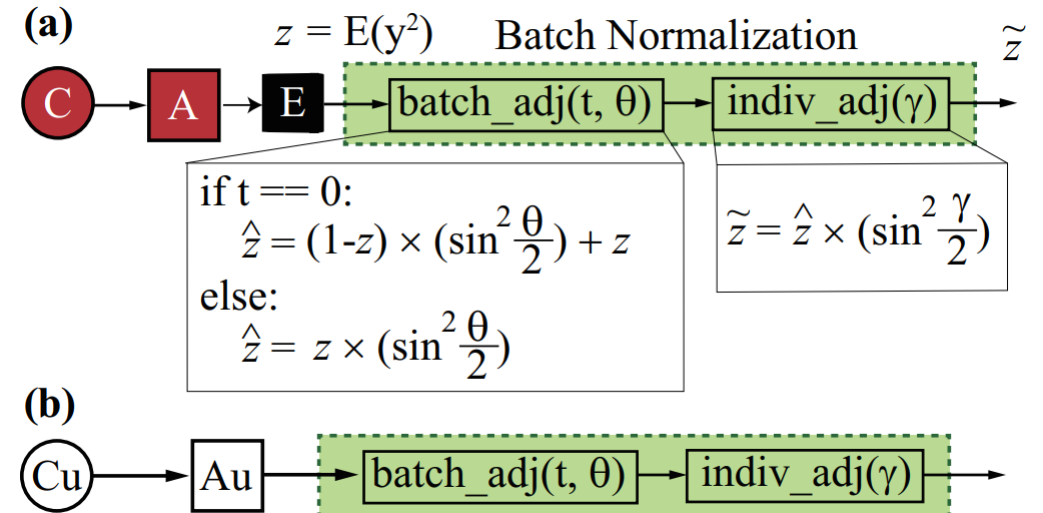 (a)
z = E(y²) Batch Normalization z̃
C A E batch_adj(t, θ) indiv_adj(γ)
if t == 0:
ẑ = (1-z) × (sin² θ/2) + z
else:
ẑ = z × (sin² θ/2)
z̃ = ẑ × (sin² γ/2)
(b)
Cu Au batch_adj(t, θ) indiv_adj(γ)